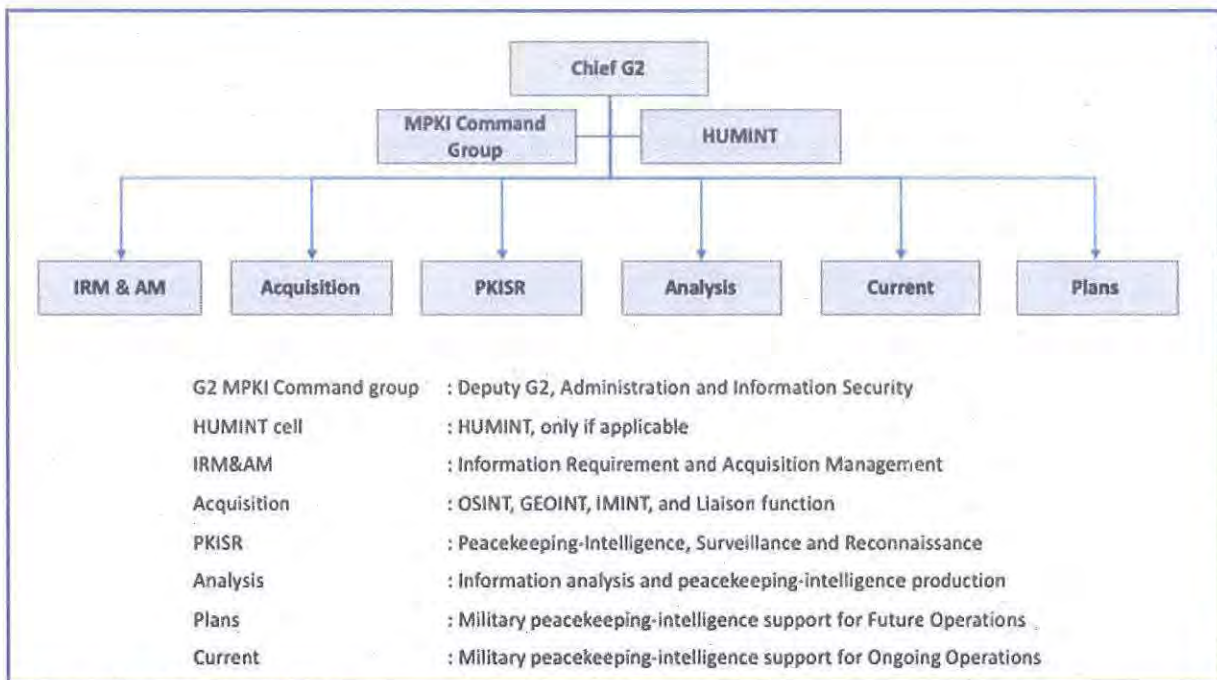 Chief G2
MPKI Command
Group
HUMINT
IRM & AM
Acquisition
PKISR
Analysis
Current
Plans
G2 MPKI Command group : Deputy G2, Administration and Information Security
HUMINT cell : HUMINT, only if applicable
IRM&AM : Information Requirement and Acquisition Management
Acquisition : OSINT, GEOINT, IMINT, and Liaison function
PKISR : Peacekeeping-Intelligence, Surveillance and Reconnaissance
Analysis : Information analysis and peacekeeping-intelligence production
Plans : Military peacekeeping-intelligence support for Future Operations
Current : Military peacekeeping-intelligence support for Ongoing Operations